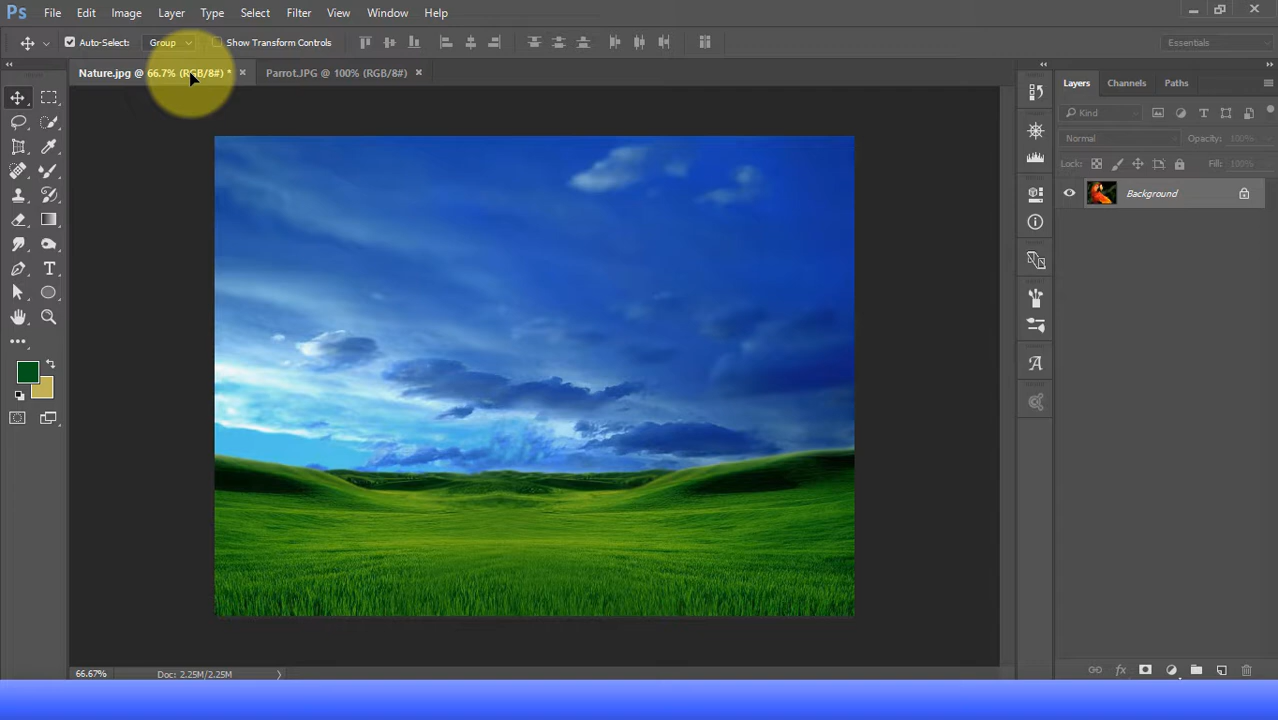 Ps File Edit Image Layer Type Select Filter View Window Help
Auto-Select: Group Show Transform Controls Essentials
Nature.jpg @ 66.7% (RGB/8#) * × Parrot.JPG @ 100% (RGB/8#) ×
Layers Channels Paths
Kind
Normal Opacity: 100%
Lock: Fill: 100%
Background
66.67% Doc: 2.25M/2.25M